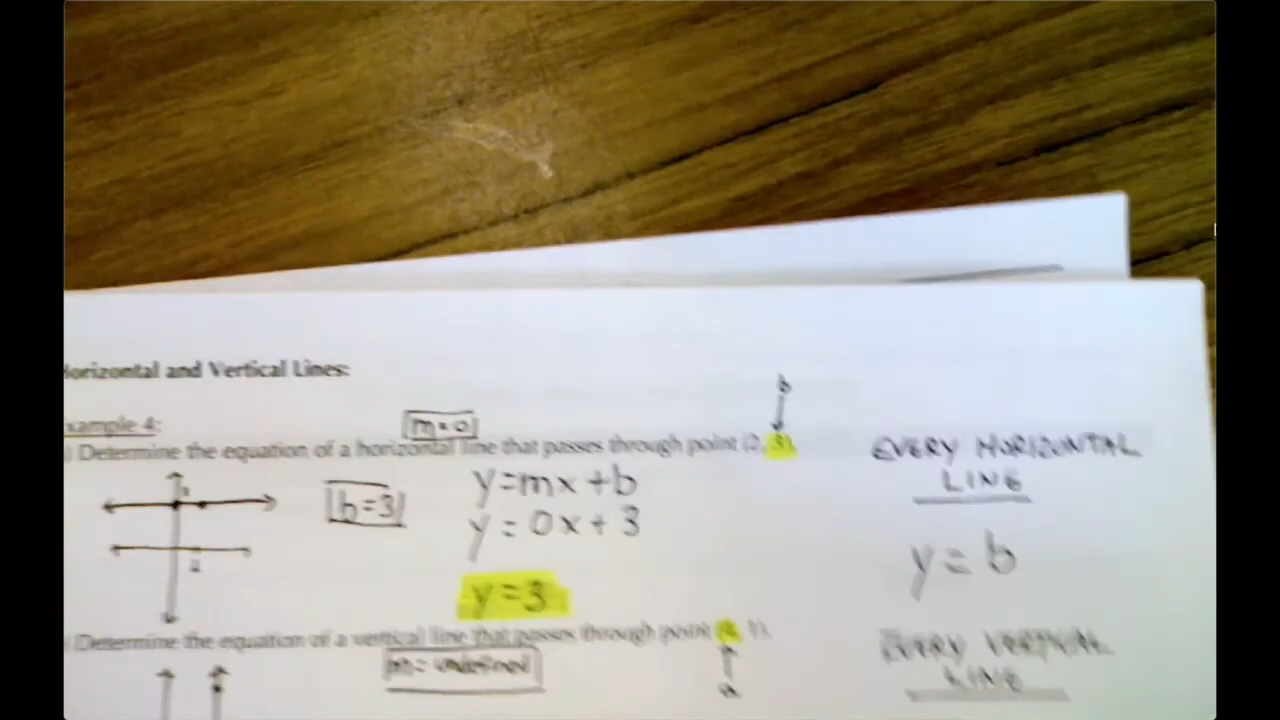 Horizontal and Vertical Lines:
b
Example 4:
m=0
Determine the equation of a horizontal line that passes through point (2, 3).
EVERY HORIZONTAL
LINE
y=mx+b
b=3
y=0x+3
y=b
y=3
Determine the equation of a vertical line that passes through point
m=undefined
a
EVERY VERTICAL
LINE